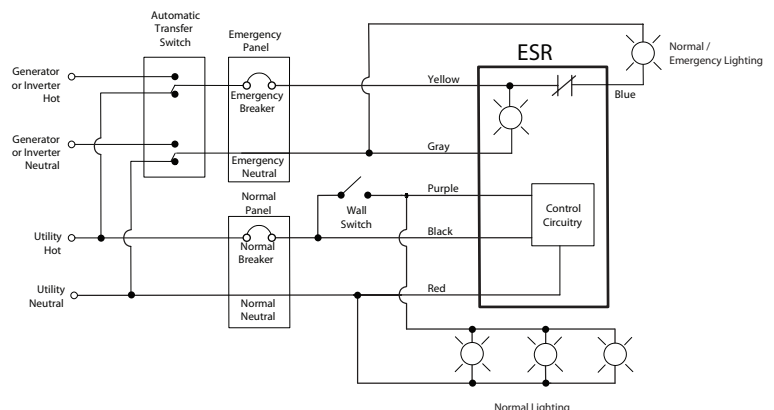 Automatic
Transfer
Switch
Emergency
Panel
ESR
Normal /
Emergency Lighting
Generator
or Inverter
Hot
Yellow
Emergency
Breaker
Blue
Generator
or Inverter
Neutral
Gray
Emergency
Neutral
Normal
Panel
Purple
Wall
Switch
Control
Circuitry
Utility
Hot
Black
Normal
Breaker
Utility
Neutral
Red
Normal
Neutral
Normal Lighting